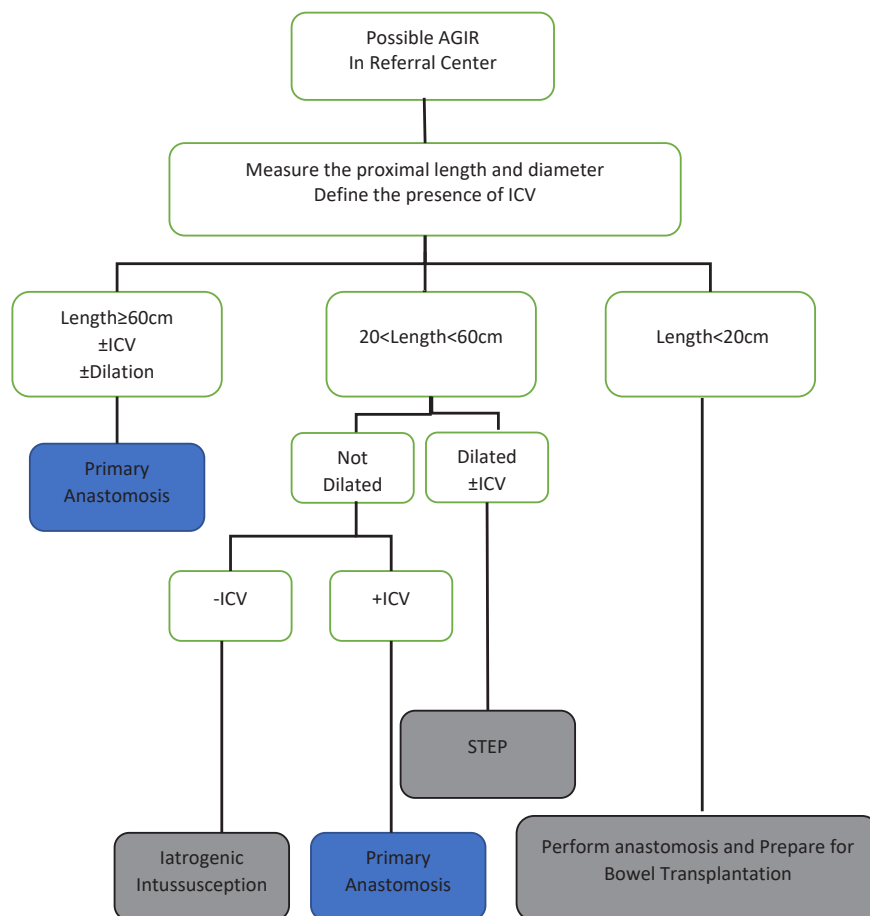 Possible AGIR
In Referral Center
Measure the proximal length and diameter
Define the presence of ICV
Length≥60cm
±ICV
±Dilation
20<Length<60cm
Length<20cm
Primary
Anastomosis
Not
Dilated
Dilated
±ICV
-ICV
+ICV
STEP
Iatrogenic
Intussusception
Primary
Anastomosis
Perform anastomosis and Prepare for
Bowel Transplantation